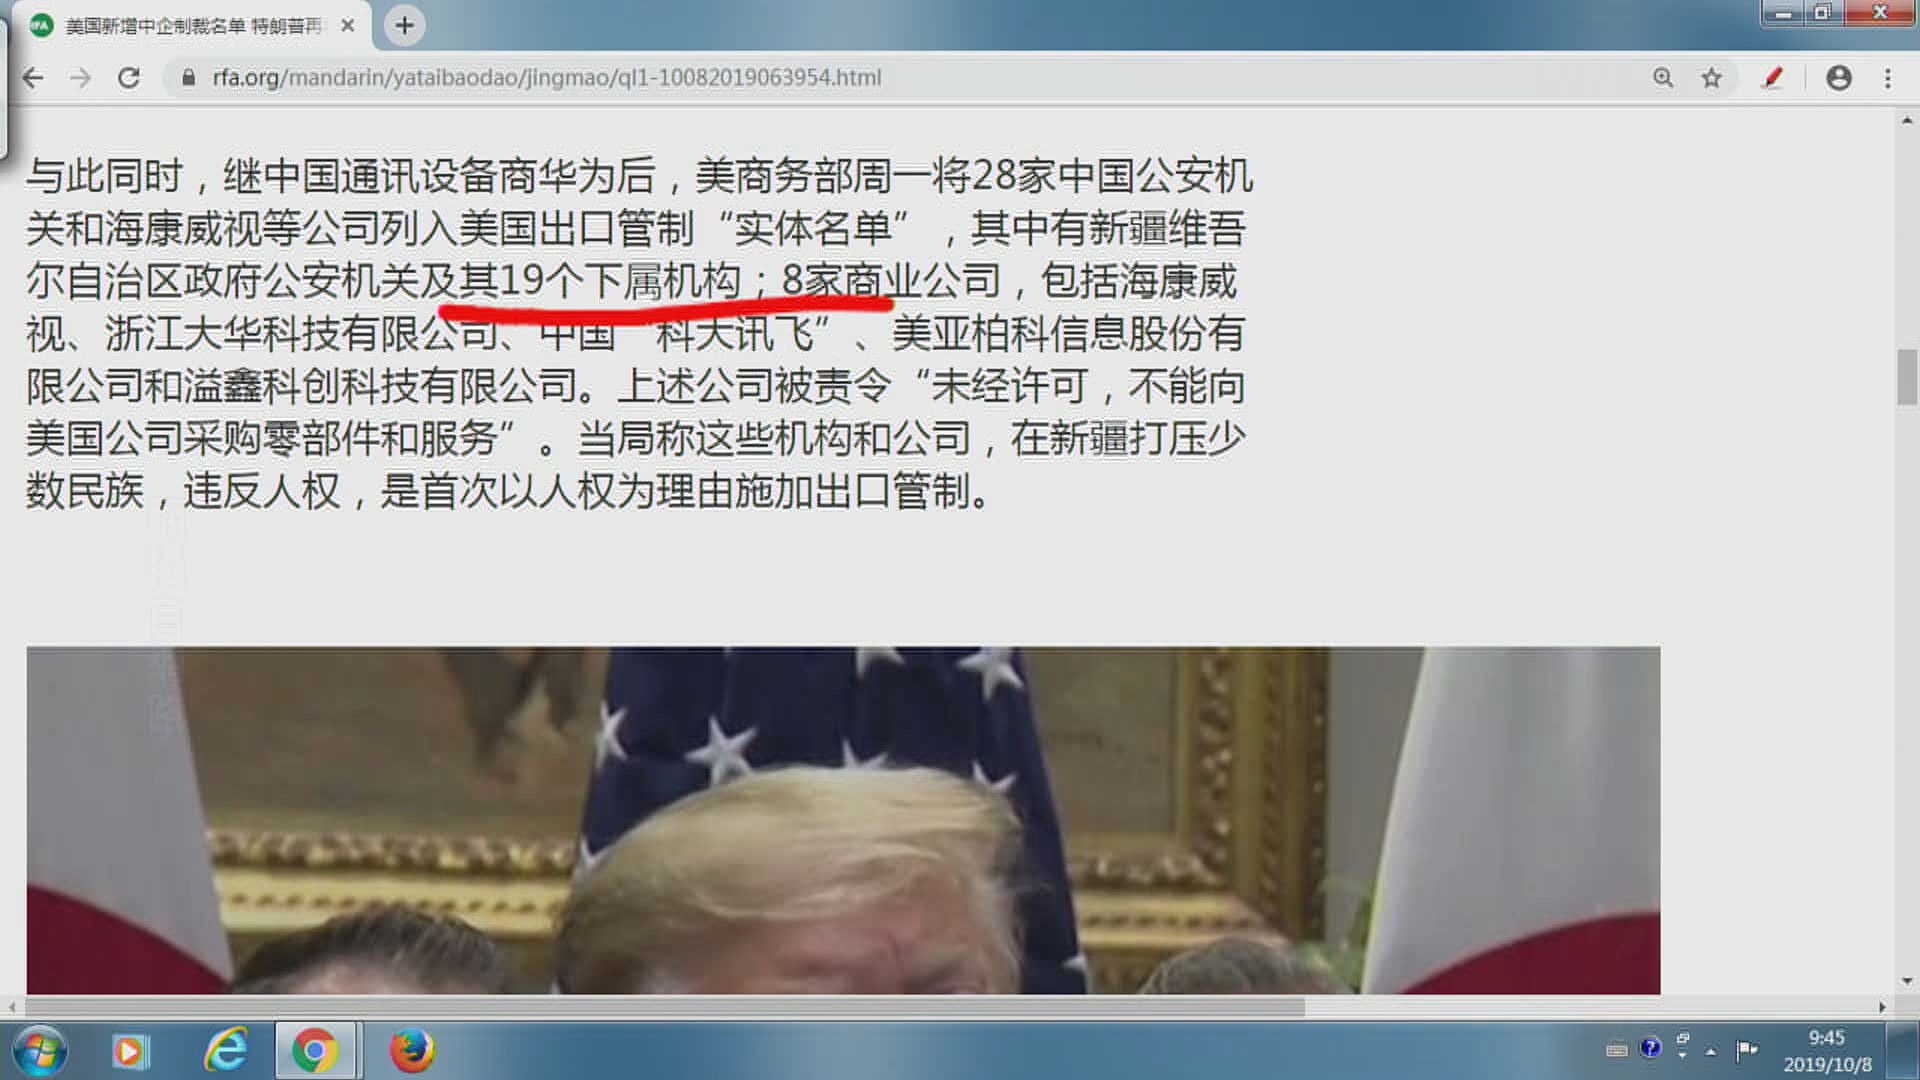 美国新增中企制裁名单 特朗普再
rfa.org/mandarin/yataibaodao/jingmao/ql1-10082019063954.html
与此同时，继中国通讯设备商华为后，美商务部周一将28家中国公安机
关和海康威视等公司列入美国出口管制“实体名单”，其中有新疆维吾
尔自治区政府公安机关及其19个下属机构；8家商业公司，包括海康威
视、浙江大华科技有限公司、中国“科大讯飞”、美亚柏科信息股份有
限公司和溢鑫科创科技有限公司。上述公司被责令“未经许可，不能向
美国公司采购零部件和服务”。当局称这些机构和公司，在新疆打压少
数民族，违反人权，是首次以人权为理由施加出口管制。
9:45
2019/10/8